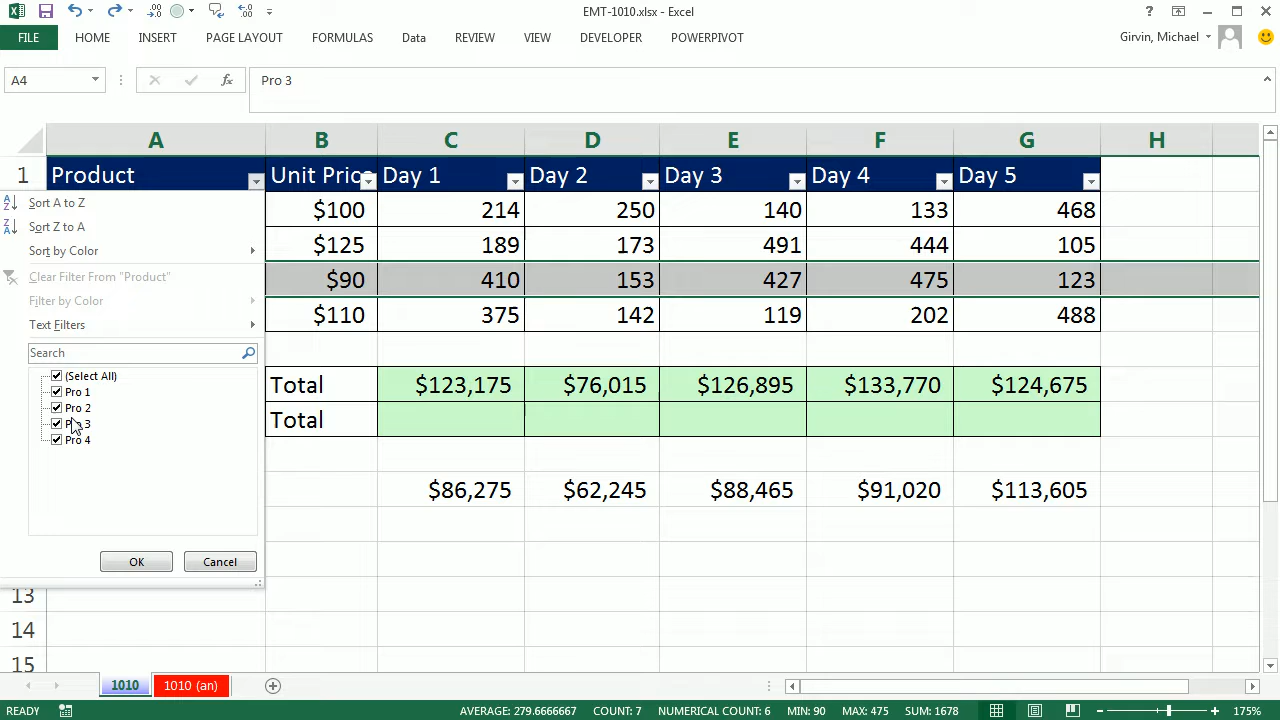 EMT-1010.xlsx - Excel
FILE HOME INSERT PAGE LAYOUT FORMULAS Data REVIEW VIEW DEVELOPER POWERPIVOT Girvin, Michael
A4 fx Pro 3
A B C D E F G H
1 Product Unit Price Day 1 Day 2 Day 3 Day 4 Day 5
$100 214 250 140 133 468
$125 189 173 491 444 105
$90 410 153 427 475 123
$110 375 142 119 202 488
Total $123,175 $76,015 $126,895 $133,770 $124,675
Total
$86,275 $62,245 $88,465 $91,020 $113,605
Sort A to Z
Sort Z to A
Sort by Color
Clear Filter From "Product"
Filter by Color
Text Filters
Search
(Select All)
Pro 1
Pro 2
Pro 3
Pro 4
OK Cancel
13
14
15
1010 1010 (an)
READY AVERAGE: 279.6666667 COUNT: 7 NUMERICAL COUNT: 6 MIN: 90 MAX: 475 SUM: 1678 175%